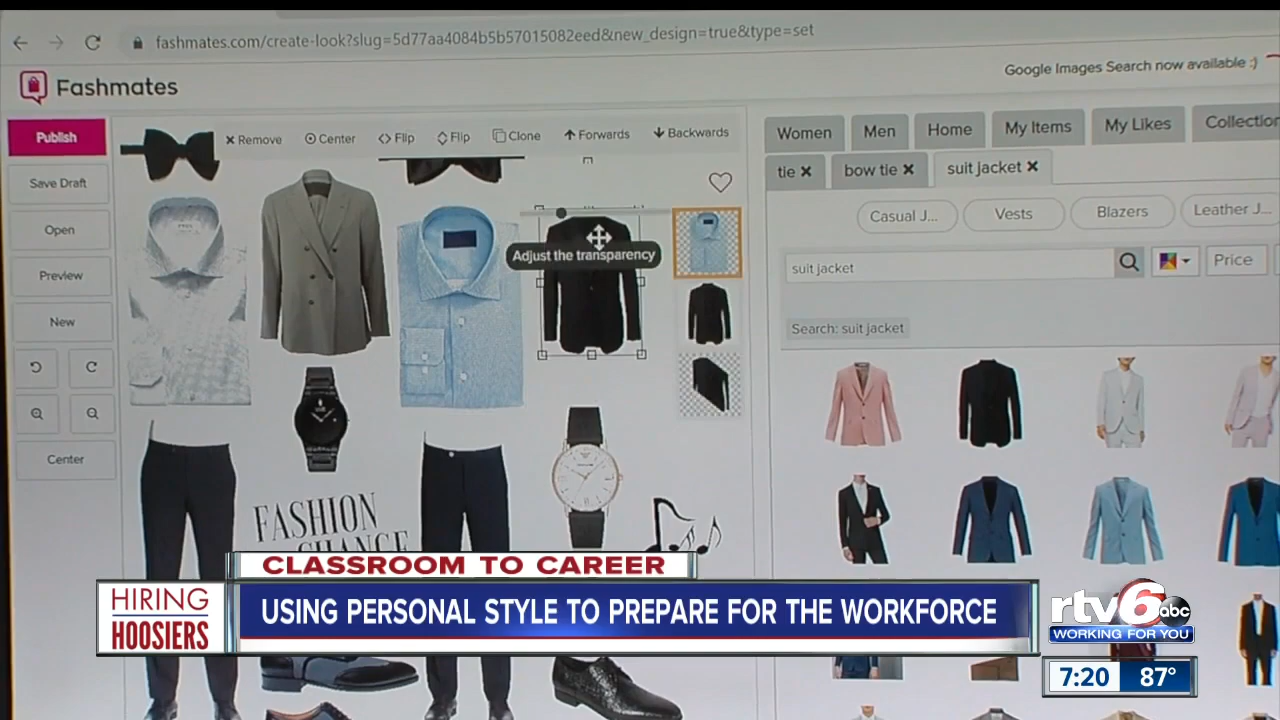 fashmates.com/create-look?slug=5d77aa4084b5b57015082eed&new_design=true&type=set
Fashmates
Google Images Search now available :)
Publish
Remove
Center
Flip
Flip
Clone
Forwards
Backwards
Women
Men
Home
My Items
My Likes
Collection
Save Draft
tie ×
bow tie ×
suit jacket ×
Open
Casual J...
Vests
Blazers
Leather J...
Adjust the transparency
Preview
suit jacket
Price
New
Search: suit jacket
Center
FASHION
CHANGE
CLASSROOM TO CAREER
HIRING
HOOSIERS
USING PERSONAL STYLE TO PREPARE FOR THE WORKFORCE
rtv6 abc
WORKING FOR YOU
7:20 87°